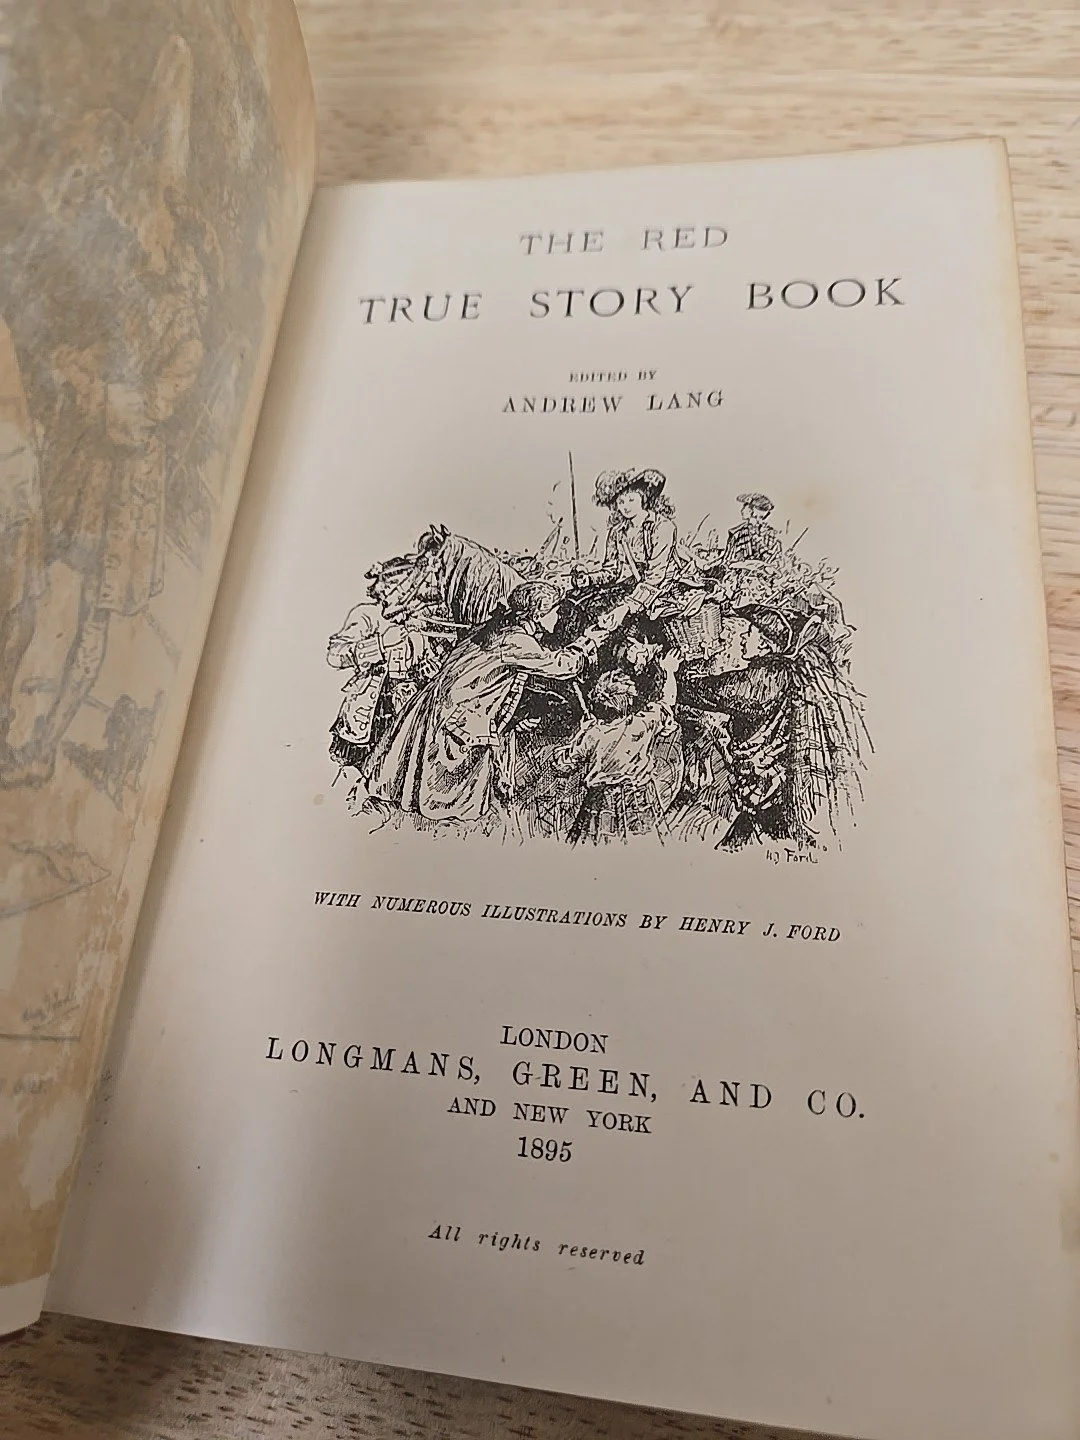 THE RED
TRUE STORY BOOK
EDITED BY
ANDREW LANG
HJ Ford
WITH NUMEROUS ILLUSTRATIONS BY HENRY J. FORD
LONDON
LONGMANS, GREEN, AND CO.
AND NEW YORK
1895
All rights reserved